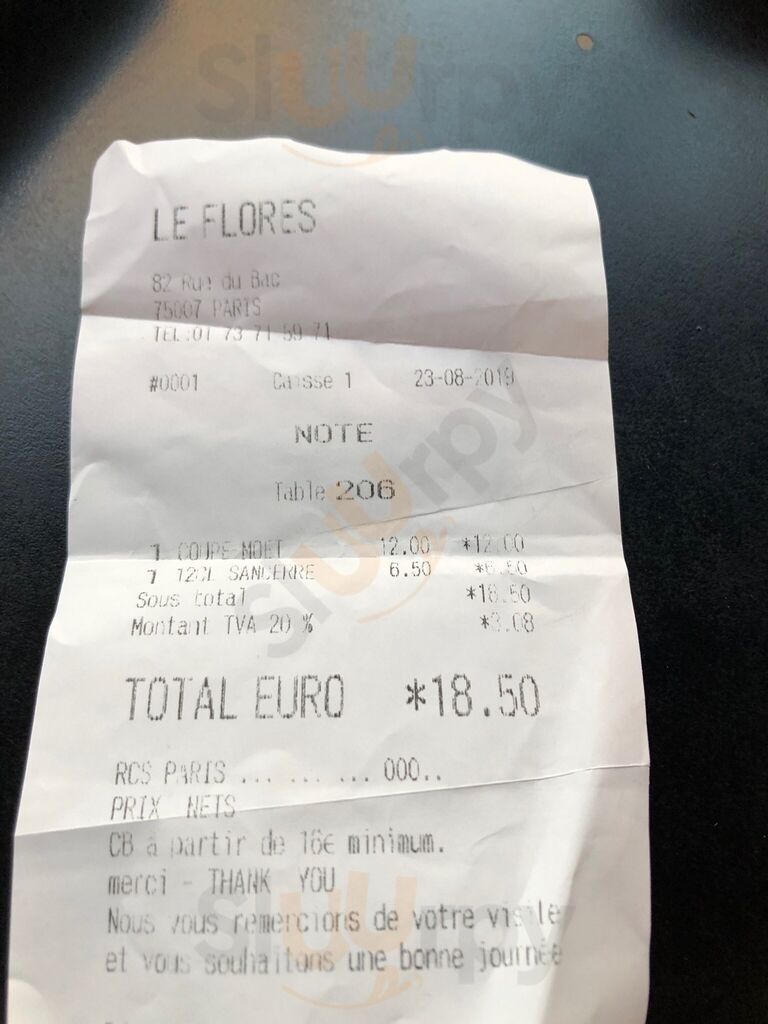 Sluurpy
LE FLORES
82 Rue du Bac
75007 PARIS
TEL:01 73 71 59 71
#0001 Caisse 1 23-08-2019
NOTE
Table 206
1 COUPE MOET 12.00 *12.00
1 12CL SANCERRE 6.50 *6.50
Sous total *18.50
Montant TVA 20 % *3.08
TOTAL EURO *18.50
RCS PARIS ... ... ... 000..
PRIX NETS
CB à partir de 16€ minimum.
merci - THANK YOU
Nous vous remercions de votre visite
et vous souhaitons une bonne journée